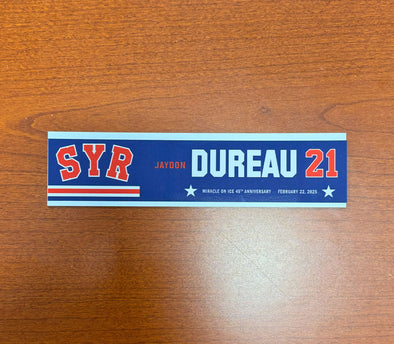 SYR
JAYDON DUREAU 21
MIRACLE ON ICE 45TH ANNIVERSARY FEBRUARY 22, 2025